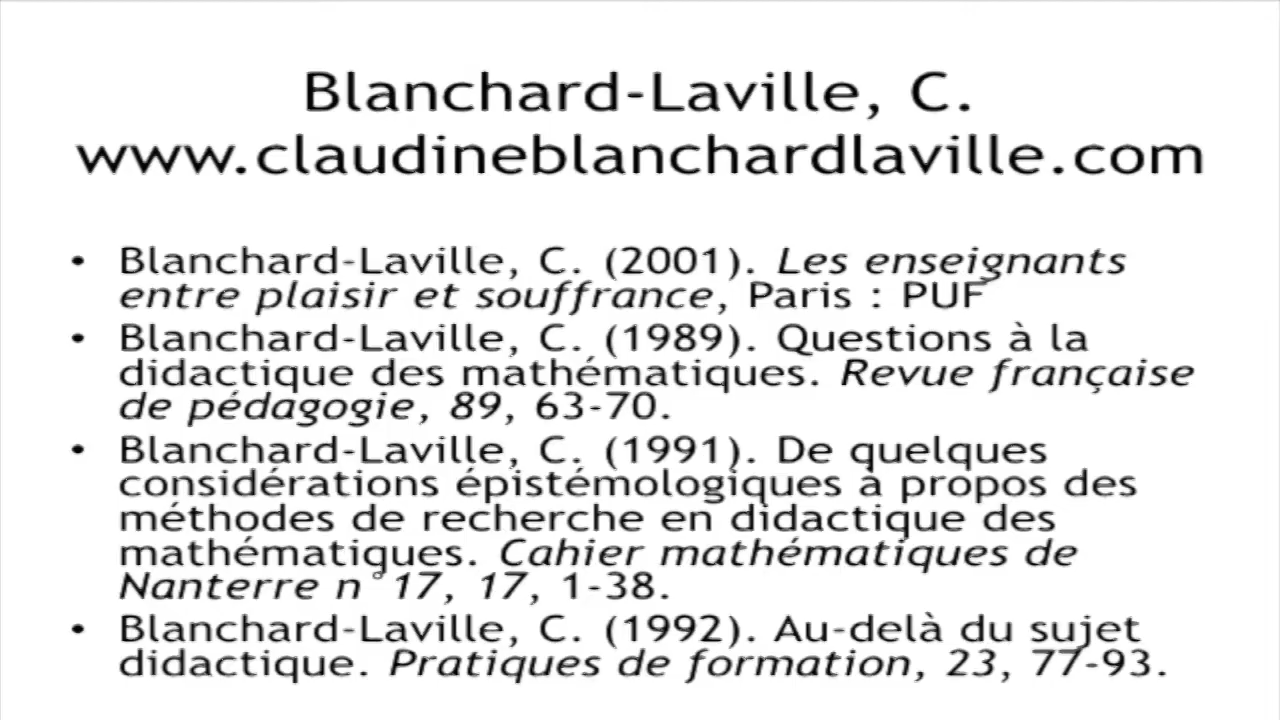 Blanchard-Laville, C.
www.claudineblanchardlaville.com
• Blanchard-Laville, C. (2001). Les enseignants
entre plaisir et souffrance, Paris : PUF
• Blanchard-Laville, C. (1989). Questions à la
didactique des mathématiques. Revue française
de pédagogie, 89, 63-70.
• Blanchard-Laville, C. (1991). De quelques
considérations épistémologiques à propos des
méthodes de recherche en didactique des
mathématiques. Cahier mathématiques de
Nanterre n°17, 17, 1-38.
• Blanchard-Laville, C. (1992). Au-delà du sujet
didactique. Pratiques de formation, 23, 77-93.